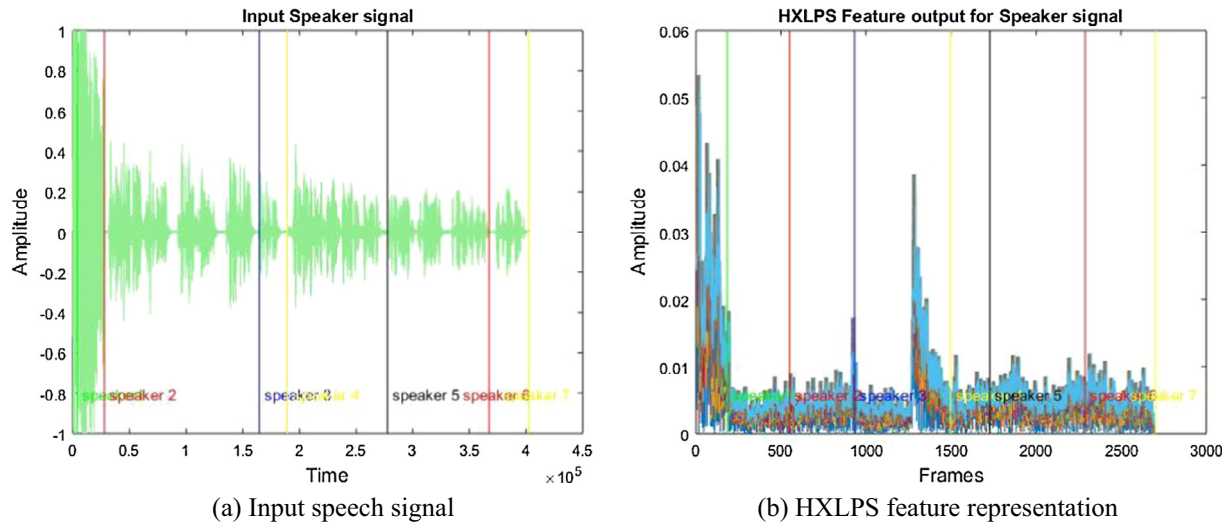 Input Speaker signal
Amplitude
1
0.8
0.6
0.4
0.2
0
-0.2
-0.4
-0.6
-0.8
-1
speaker 2
speaker 3
speaker 5
speaker 6
speaker 7
0 0.5 1 1.5 2 2.5 3 3.5 4 4.5
Time
×10⁵
(a) Input speech signal
HXLPS Feature output for Speaker signal
Amplitude
0.06
0.05
0.04
0.03
0.02
0.01
0
speaker 2
speaker 3
speaker 5
speaker 6
speaker 7
0 500 1000 1500 2000 2500 3000
Frames
(b) HXLPS feature representation